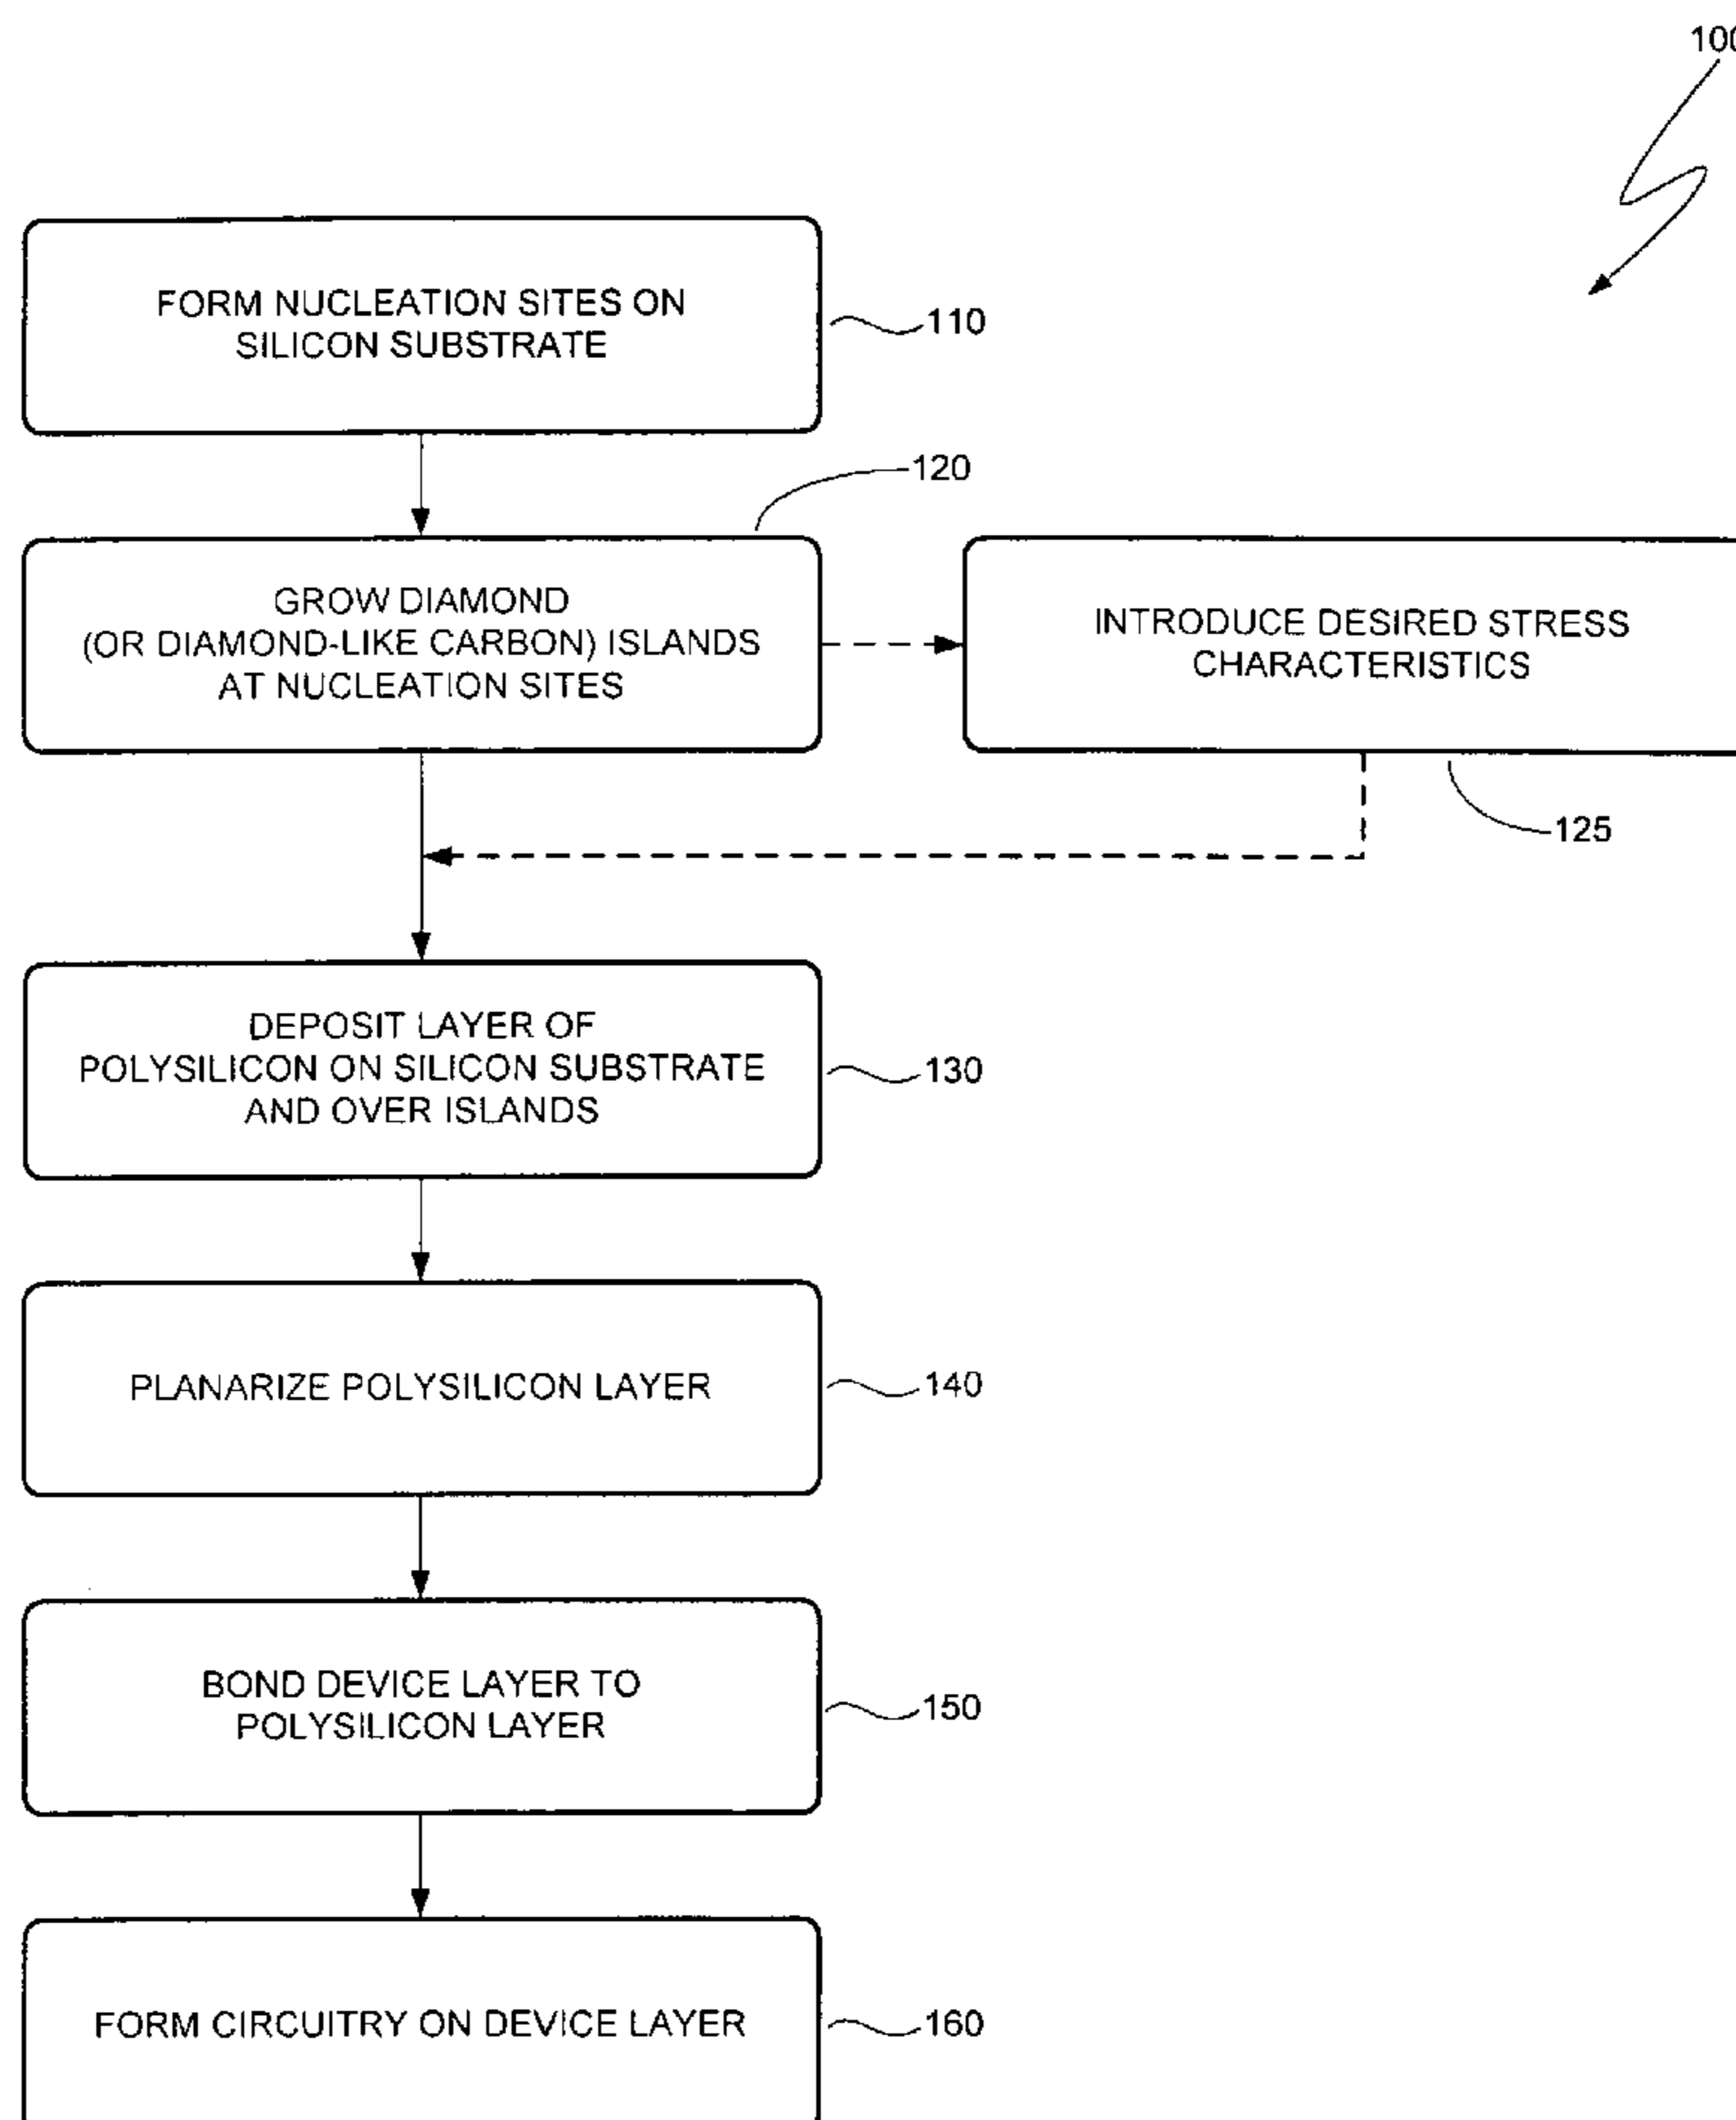 100
FORM NUCLEATION SITES ON
SILICON SUBSTRATE
110
120
GROW DIAMOND
(OR DIAMOND-LIKE CARBON) ISLANDS
AT NUCLEATION SITES
INTRODUCE DESIRED STRESS
CHARACTERISTICS
125
DEPOSIT LAYER OF
POLYSILICON ON SILICON SUBSTRATE
AND OVER ISLANDS
130
PLANARIZE POLYSILICON LAYER
140
BOND DEVICE LAYER TO
POLYSILICON LAYER
150
FORM CIRCUITRY ON DEVICE LAYER
160